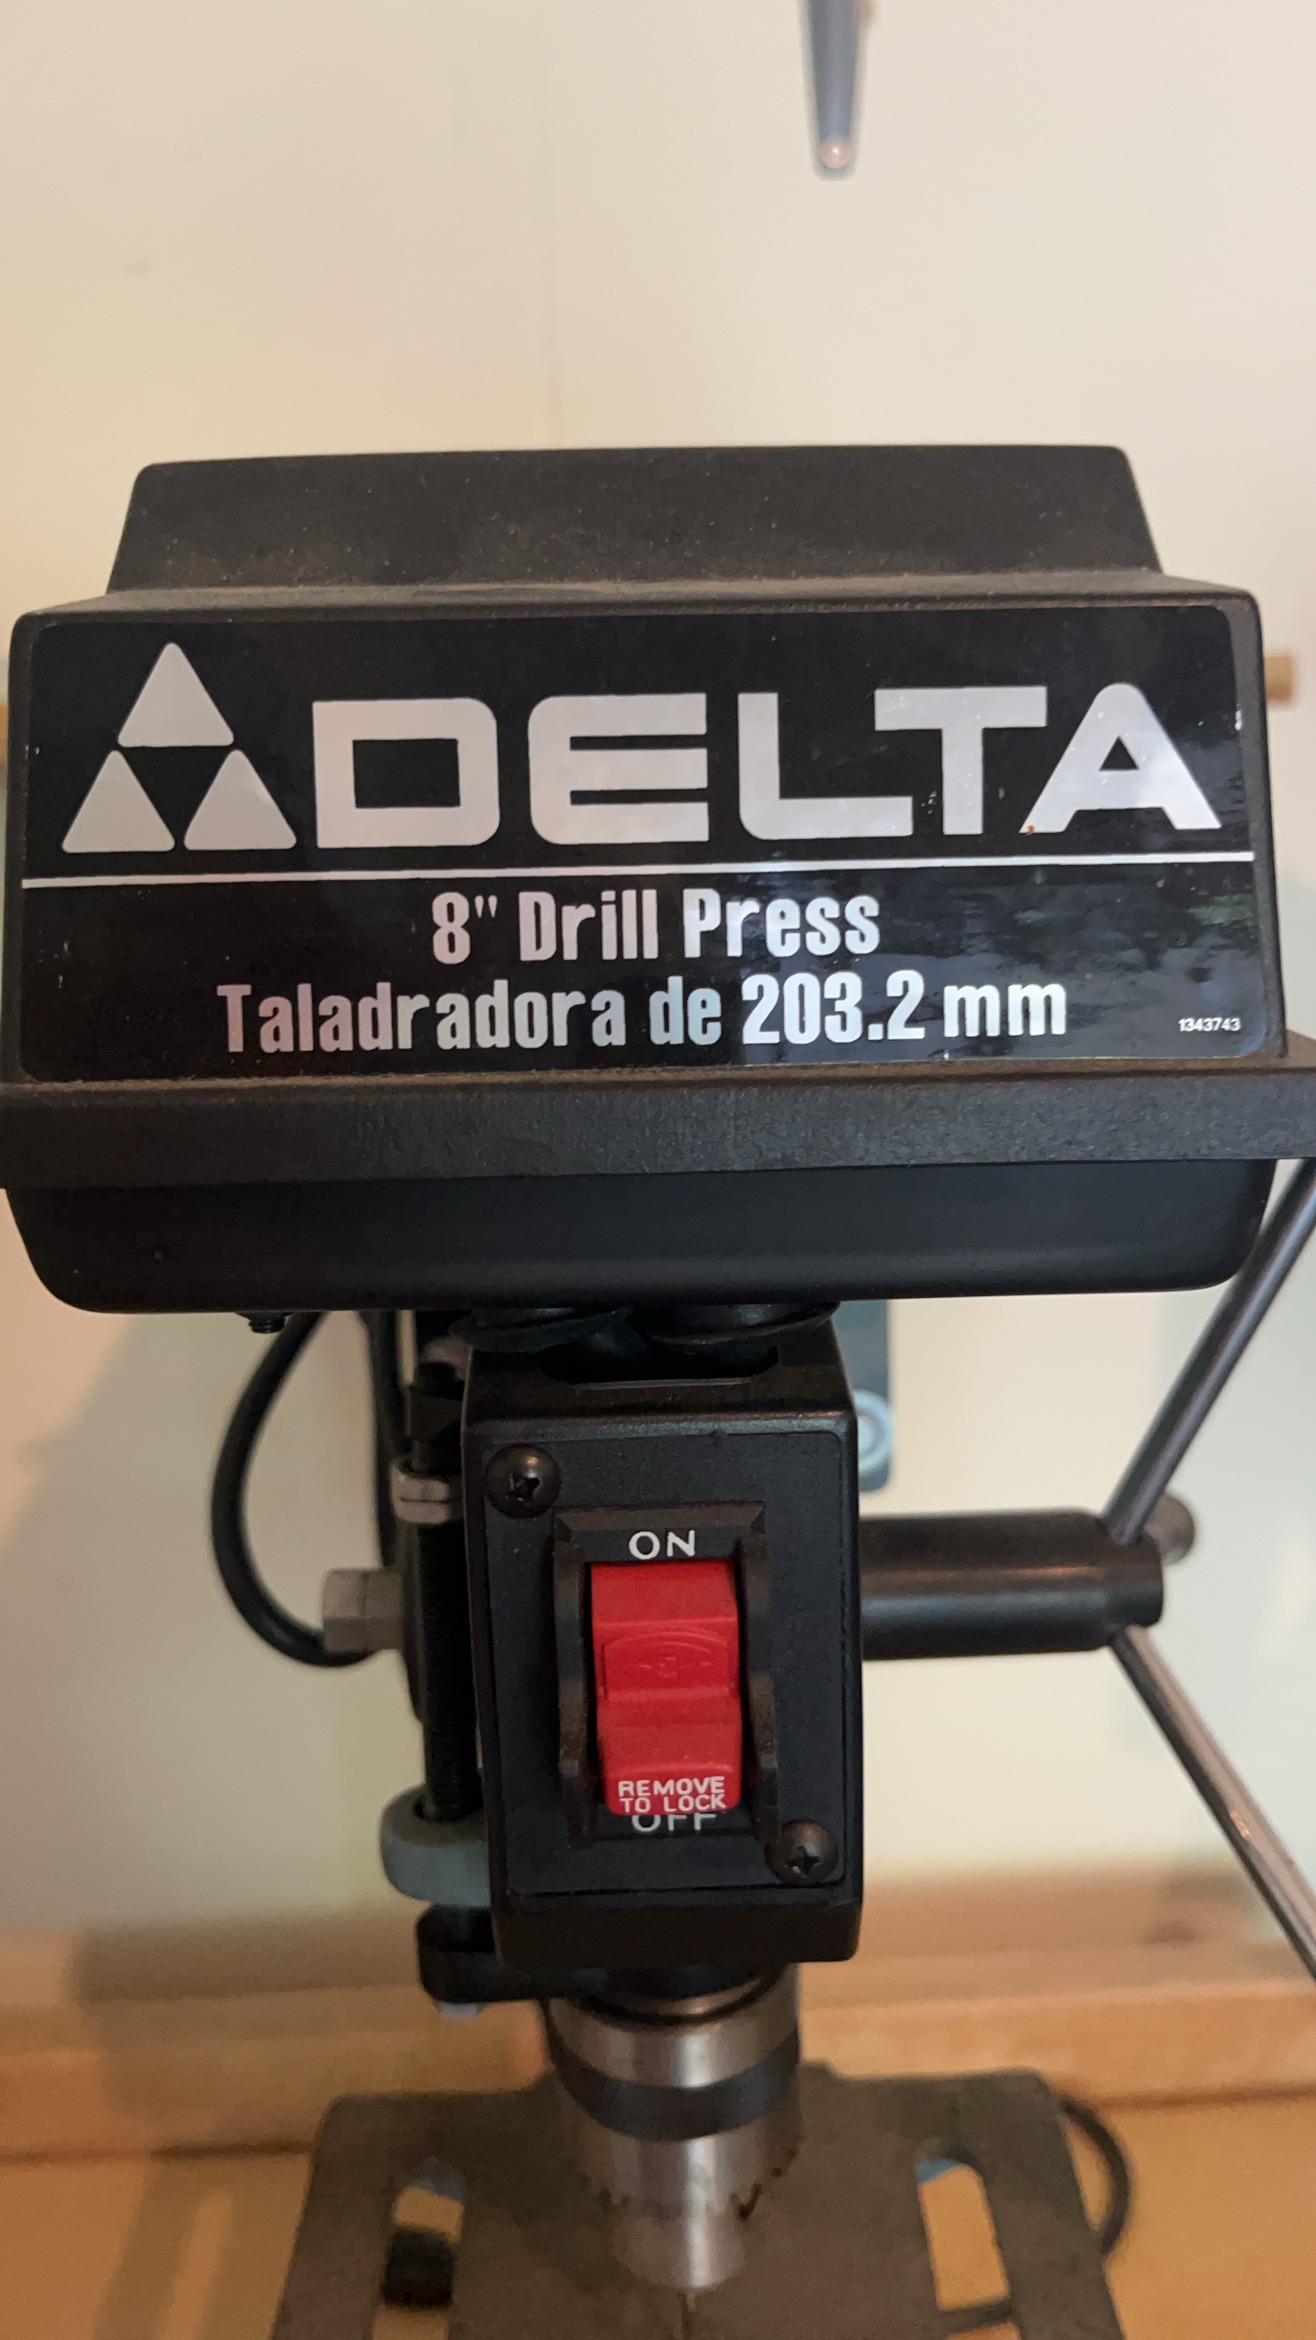 DELTA
8" Drill Press
Taladradora de 203.2 mm
1343743
ON
REMOVE
TO LOCK
OFF